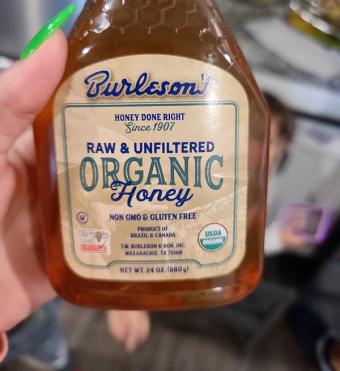 Burleson's
HONEY DONE RIGHT
Since 1907
RAW & UNFILTERED
ORGANIC
Honey
NON GMO & GLUTEN FREE
PRODUCT OF
BRAZIL & CANADA
T.W. BURLESON & SON, INC.
WAXAHACHIE, TX 75168
USDA
ORGANIC
NET WT. 24 OZ. (680g)